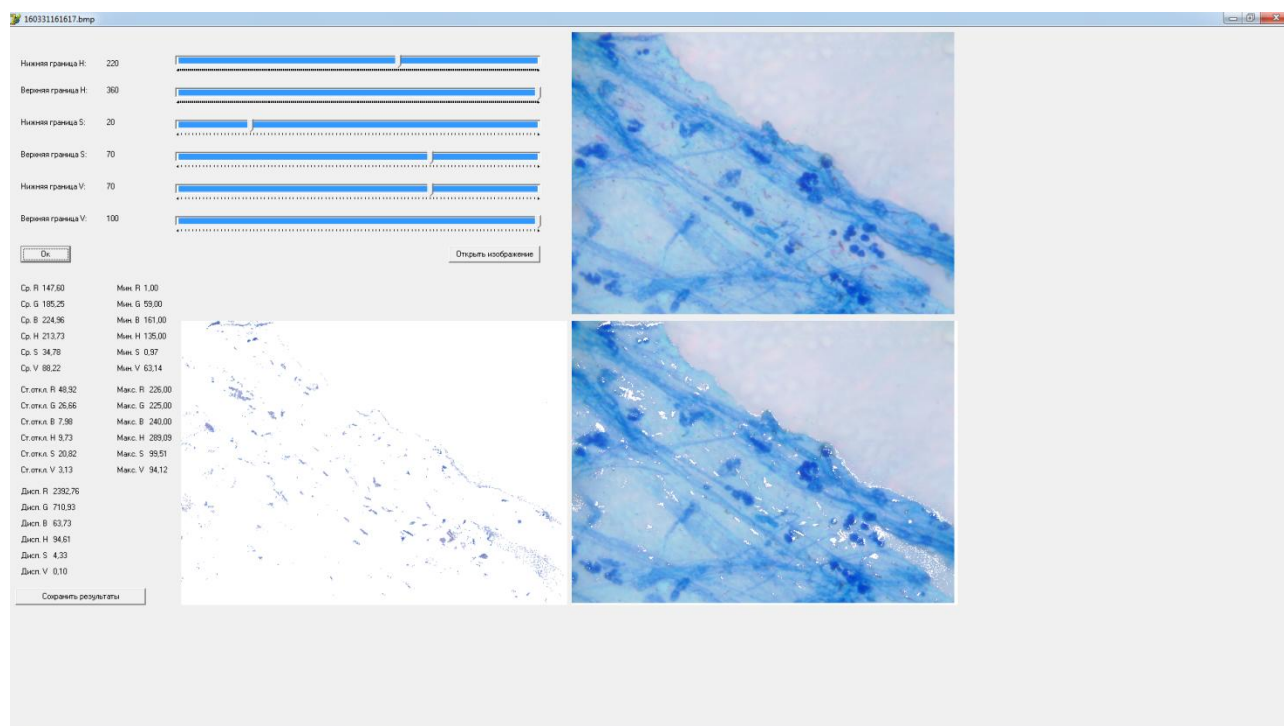 160331161617.bmp
Нижняя граница H: 220
Верхняя граница H: 360
Нижняя граница S: 20
Верхняя граница S: 70
Нижняя граница V: 70
Верхняя граница V: 100
Ок
Открыть изображение
Ср. R 147,60 Мин. R 1,00
Ср. G 185,25 Мин. G 59,00
Ср. B 224,96 Мин. B 161,00
Ср. H 213,73 Мин. H 135,00
Ср. S 34,78 Мин. S 0,97
Ср. V 88,22 Мин. V 63,14
Ст.откл. R 48,92 Макс. R 226,00
Ст.откл. G 26,66 Макс. G 225,00
Ст.откл. B 7,98 Макс. B 240,00
Ст.откл. H 9,73 Макс. H 289,09
Ст.откл. S 20,82 Макс. S 99,51
Ст.откл. V 3,13 Макс. V 94,12
Дисп. R 2392,76
Дисп. G 710,93
Дисп. B 63,73
Дисп. H 94,61
Дисп. S 4,33
Дисп. V 0,10
Сохранить результаты